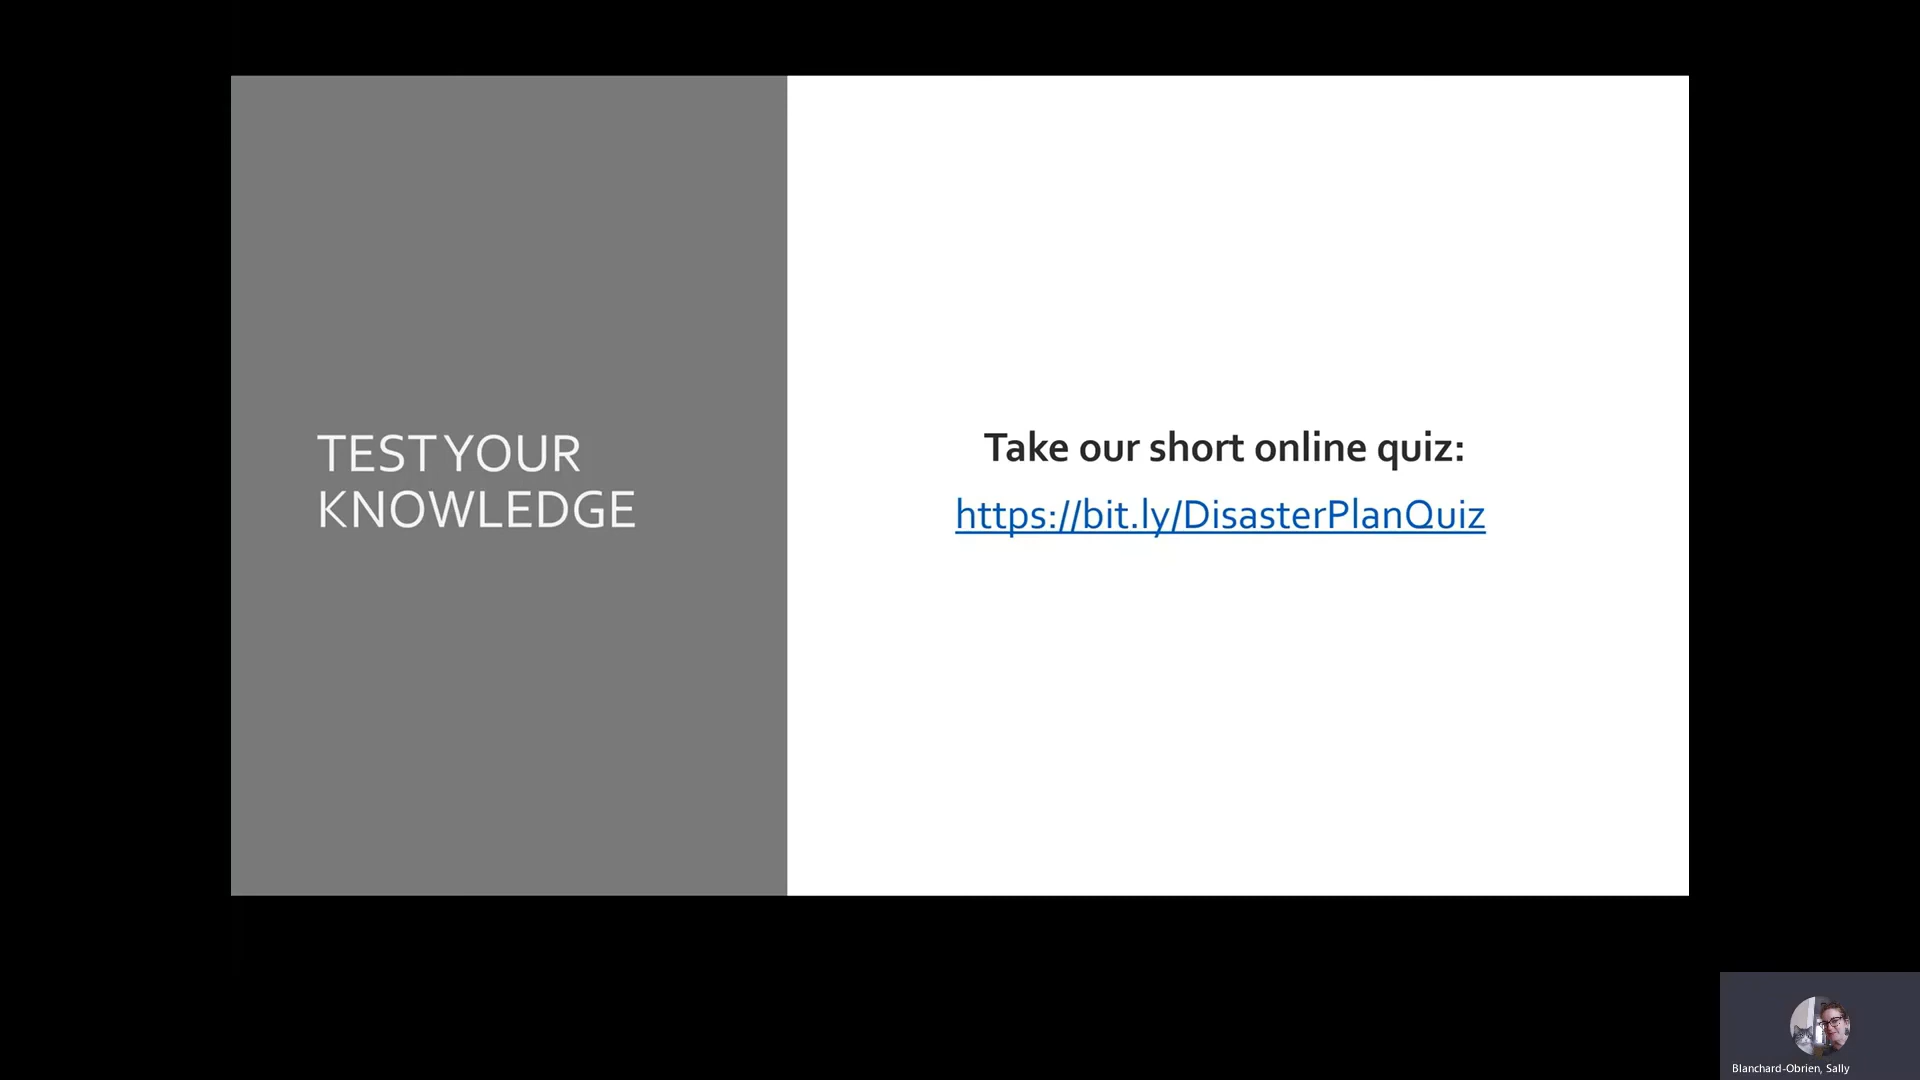 TEST YOUR
KNOWLEDGE
Take our short online quiz:
https://bit.ly/DisasterPlanQuiz
Blanchard-Obrien, Sally